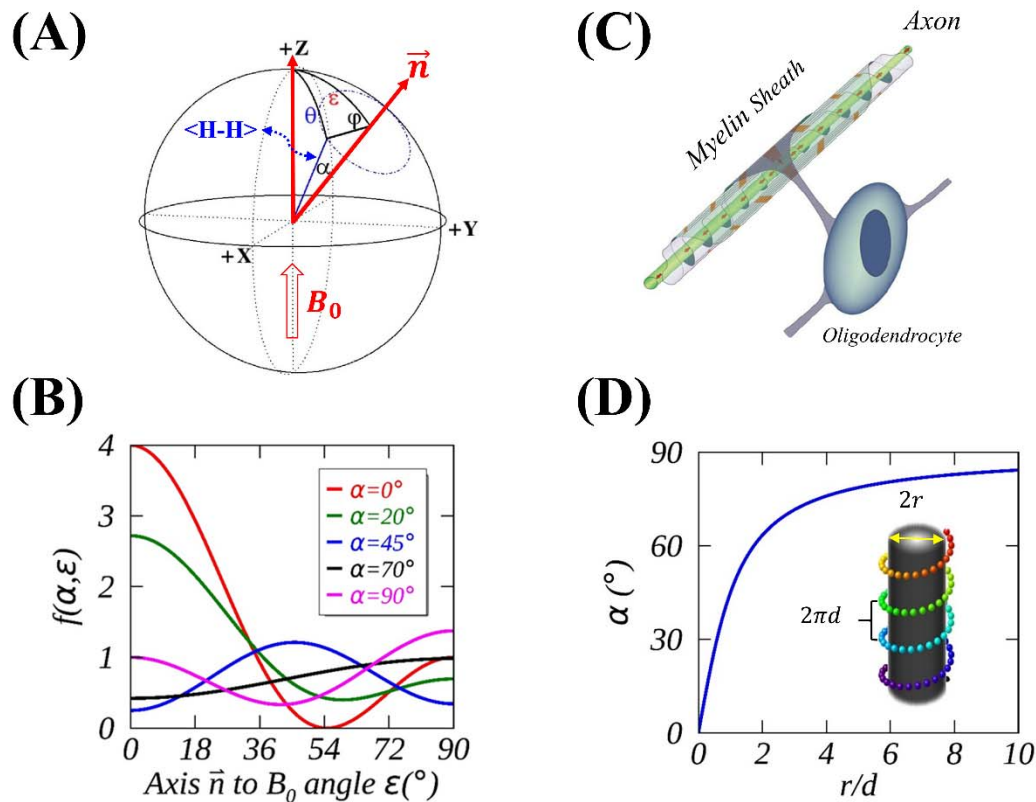 (A)
+Z
n⃗
ε
θ
φ
<H-H>
α
+Y
+X
B₀
(B)
4
3
2
1
0
f(α,ε)
α=0°
α=20°
α=45°
α=70°
α=90°
0 18 36 54 72 90
Axis n⃗ to B₀ angle ε(°)
(C)
Axon
Myelin Sheath
Oligodendrocyte
(D)
90
60
30
0
α (°)
2r
2πd
0 2 4 6 8 10
r/d